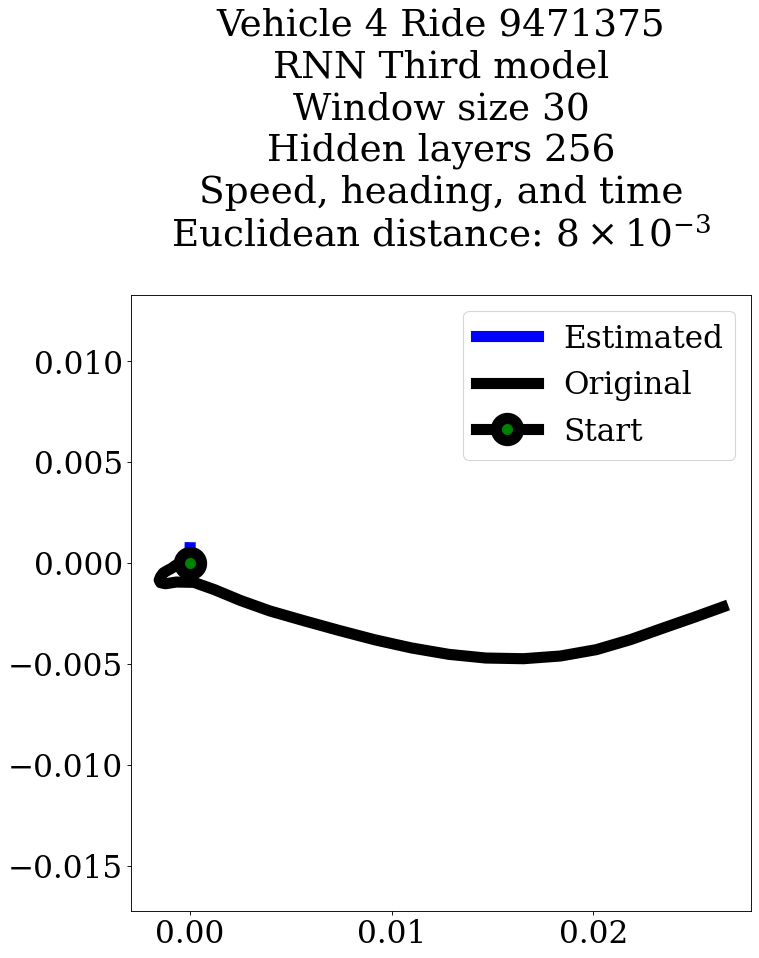 Vehicle 4 Ride 9471375
RNN Third model
Window size 30
Hidden layers 256
Speed, heading, and time
Euclidean distance: 8 × 10⁻³
Estimated
Original
Start
0.010
0.005
0.000
−0.005
−0.010
−0.015
0.00 0.01 0.02